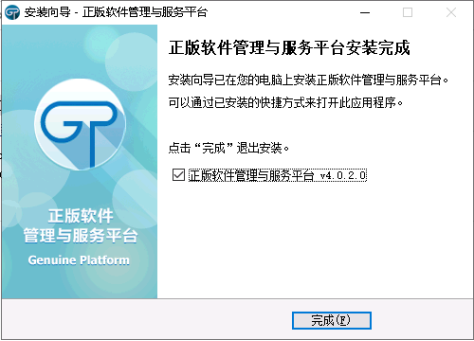 安装向导 - 正版软件管理与服务平台
正版软件管理与服务平台安装完成
安装向导已在您的电脑上安装正版软件管理与服务平台。
可以通过已安装的快捷方式来打开此应用程序。
点击“完成”退出安装。
正版软件管理与服务平台 v4.0.2.0
正版软件
管理与服务平台
Genuine Platform
完成(F)